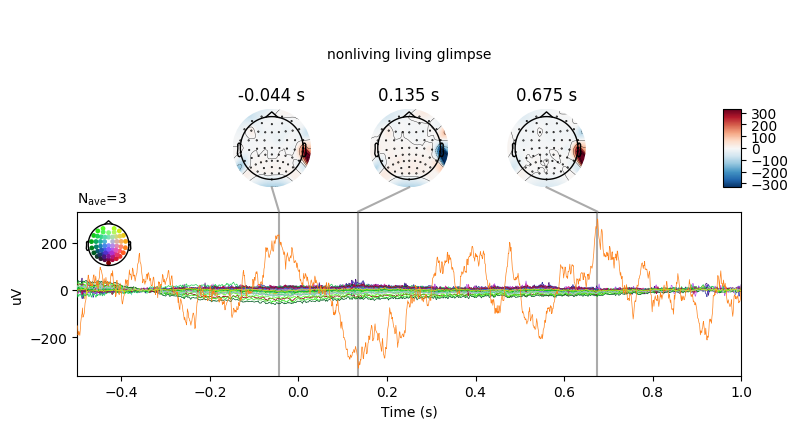 nonliving living glimpse
-0.044 s 0.135 s 0.675 s
300
200
100
0
−100
−200
−300
Nave=3
200
0
−200
uV
−0.4 −0.2 0.0 0.2 0.4 0.6 0.8 1.0
Time (s)